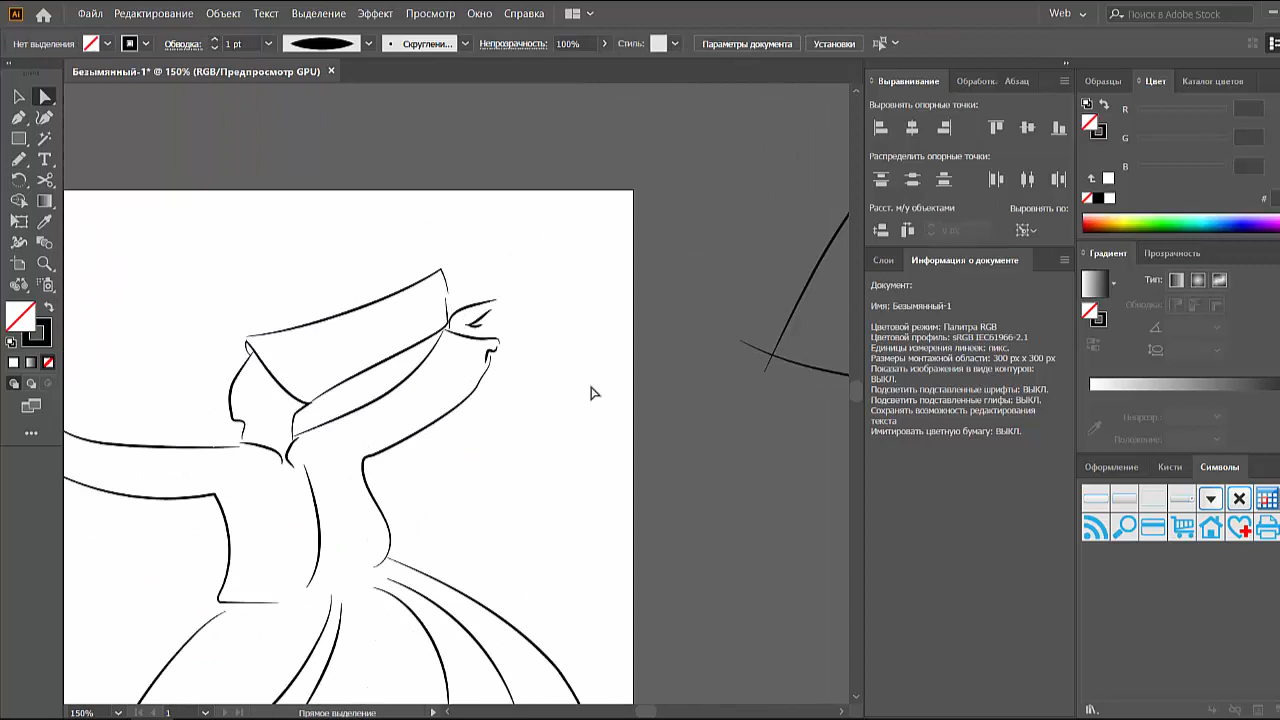 Ai Файл Редактирование Объект Текст Выделение Эффект Просмотр Окно Справка Web Поиск в Adobe Stock
Нет выделения Обводка: 1 pt Скруглени... Непрозрачность: 100% Стиль: Параметры документа Установки
Безымянный-1* @ 150% (RGB/Предпросмотр GPU) ×
Выравнивание Обработк. Абзац
Образцы Цвет Каталог цветов
Выровнять опорные точки:
R
G
B
#
Распределить опорные точки:
Расст. м/у объектами Выровнять по:
0 px
Слои Информация о документе
Документ:
Имя: Безымянный-1
Цветовой режим: Палитра RGB
Цветовой профиль: sRGB IEC61966-2.1
Единицы измерения линеек: пикс.
Размеры монтажной области: 300 px x 300 px
Показать изображения в виде контуров:
ВЫКЛ.
Подсветить подставленные шрифты: ВЫКЛ.
Подсветить подставленные глифы: ВЫКЛ.
Сохранять возможность редактирования
текста
Имитировать цветную бумагу: ВЫКЛ.
Градиент Прозрачность
Тип:
Обводка:
Непрозр.:
Положение:
Оформление Кисти Символы
150% 1 Прямое выделение